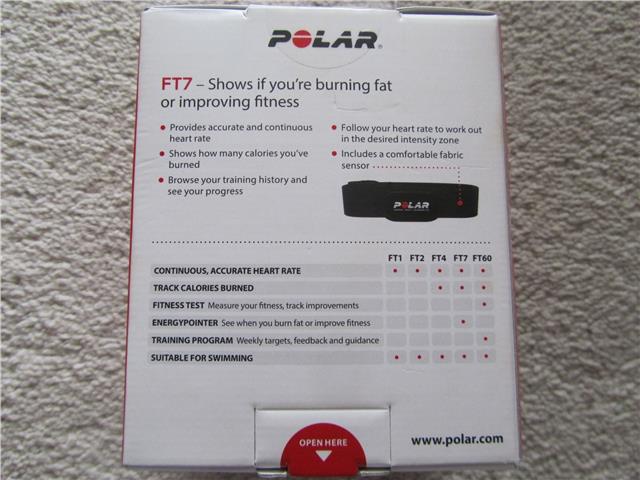 POLAR
FT7 – Shows if you're burning fat
or improving fitness
• Provides accurate and continuous
heart rate
• Shows how many calories you've
burned
• Browse your training history and
see your progress
• Follow your heart rate to work out
in the desired intensity zone
• Includes a comfortable fabric
sensor
POLAR
FT1 FT2 FT4 FT7 FT60
CONTINUOUS, ACCURATE HEART RATE • • • • •
TRACK CALORIES BURNED • • •
FITNESS TEST Measure your fitness, track improvements •
ENERGYPOINTER See when you burn fat or improve fitness •
TRAINING PROGRAM Weekly targets, feedback and guidance •
SUITABLE FOR SWIMMING • • • • •
OPEN HERE
www.polar.com